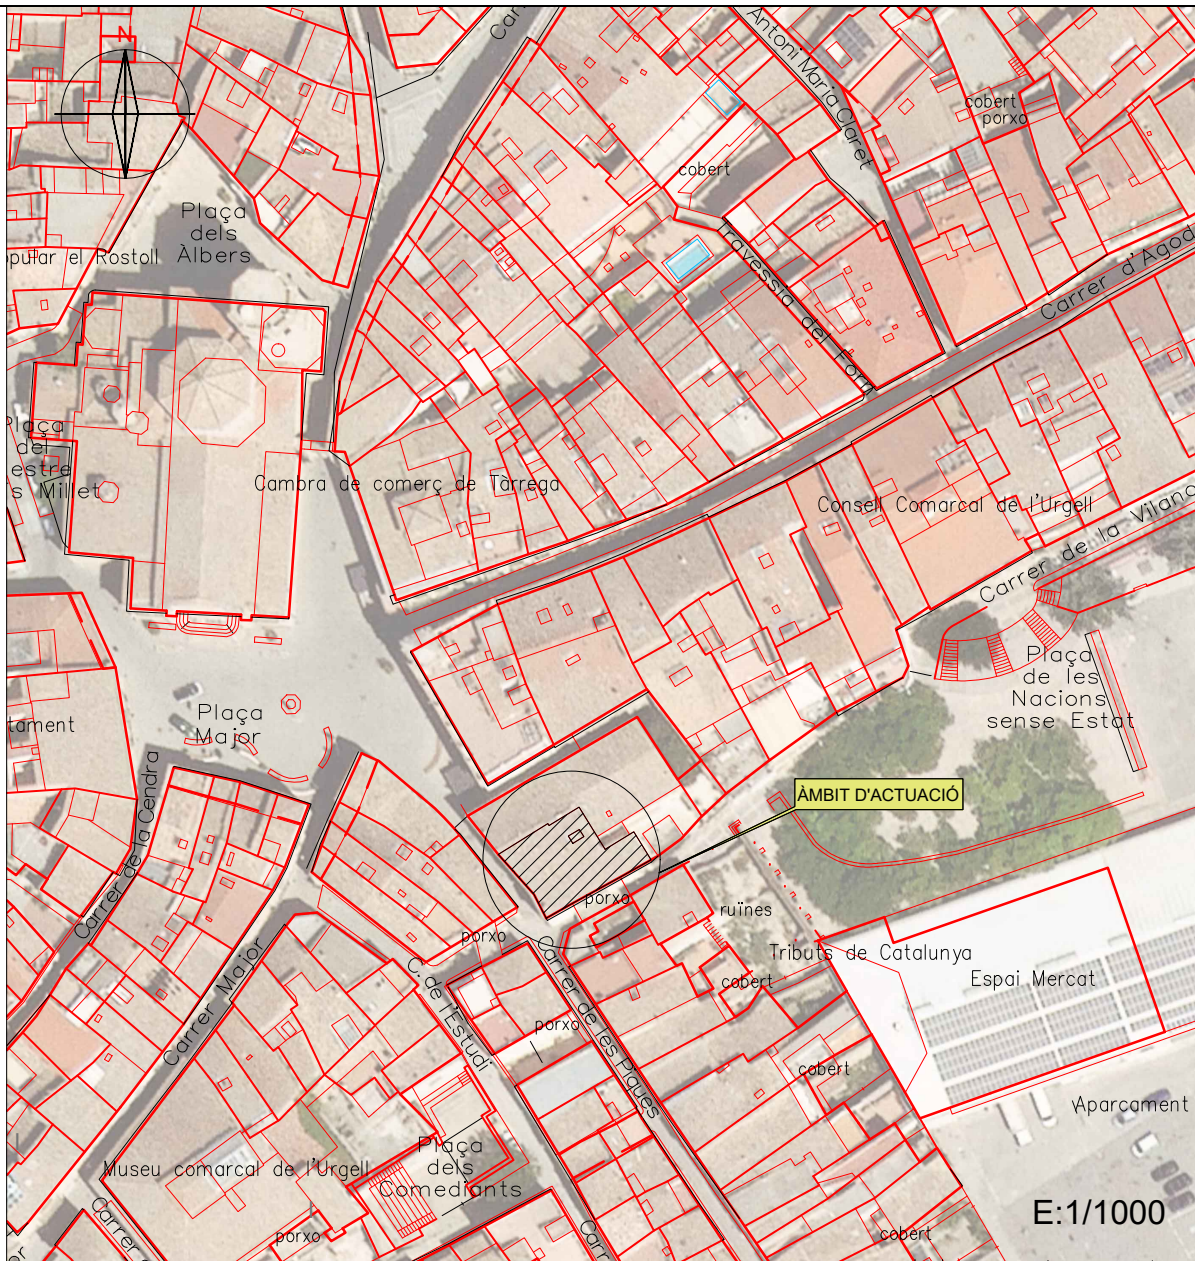 N
Carrer
Antoni Maria Claret
cobert
porxo
cobert
Plaça
dels
Àlbers
opular el Rostoll
Travessia del Forn
Carrer d'Agod
Plaça
del
estre
s Millet
Cambra de comerç de Tàrrega
Consell Comarcal de l'Urgell
Carrer de la Vilanc
Plaça
de les
Nacions
sense Estat
tament
Plaça
Major
Carrer de la Cendra
ÀMBIT D'ACTUACIÓ
porxo
ruïnes
porxo
Tributs de Catalunya
Espai Mercat
cobert
Carrer Major
C. de l'Estudi
Carrer de les Piques
porxo
cobert
Aparcament
Museu comarcal de l'Urgell
Plaça
dels
Comediants
Carrer
Carr
porxo
cobert
E:1/1000